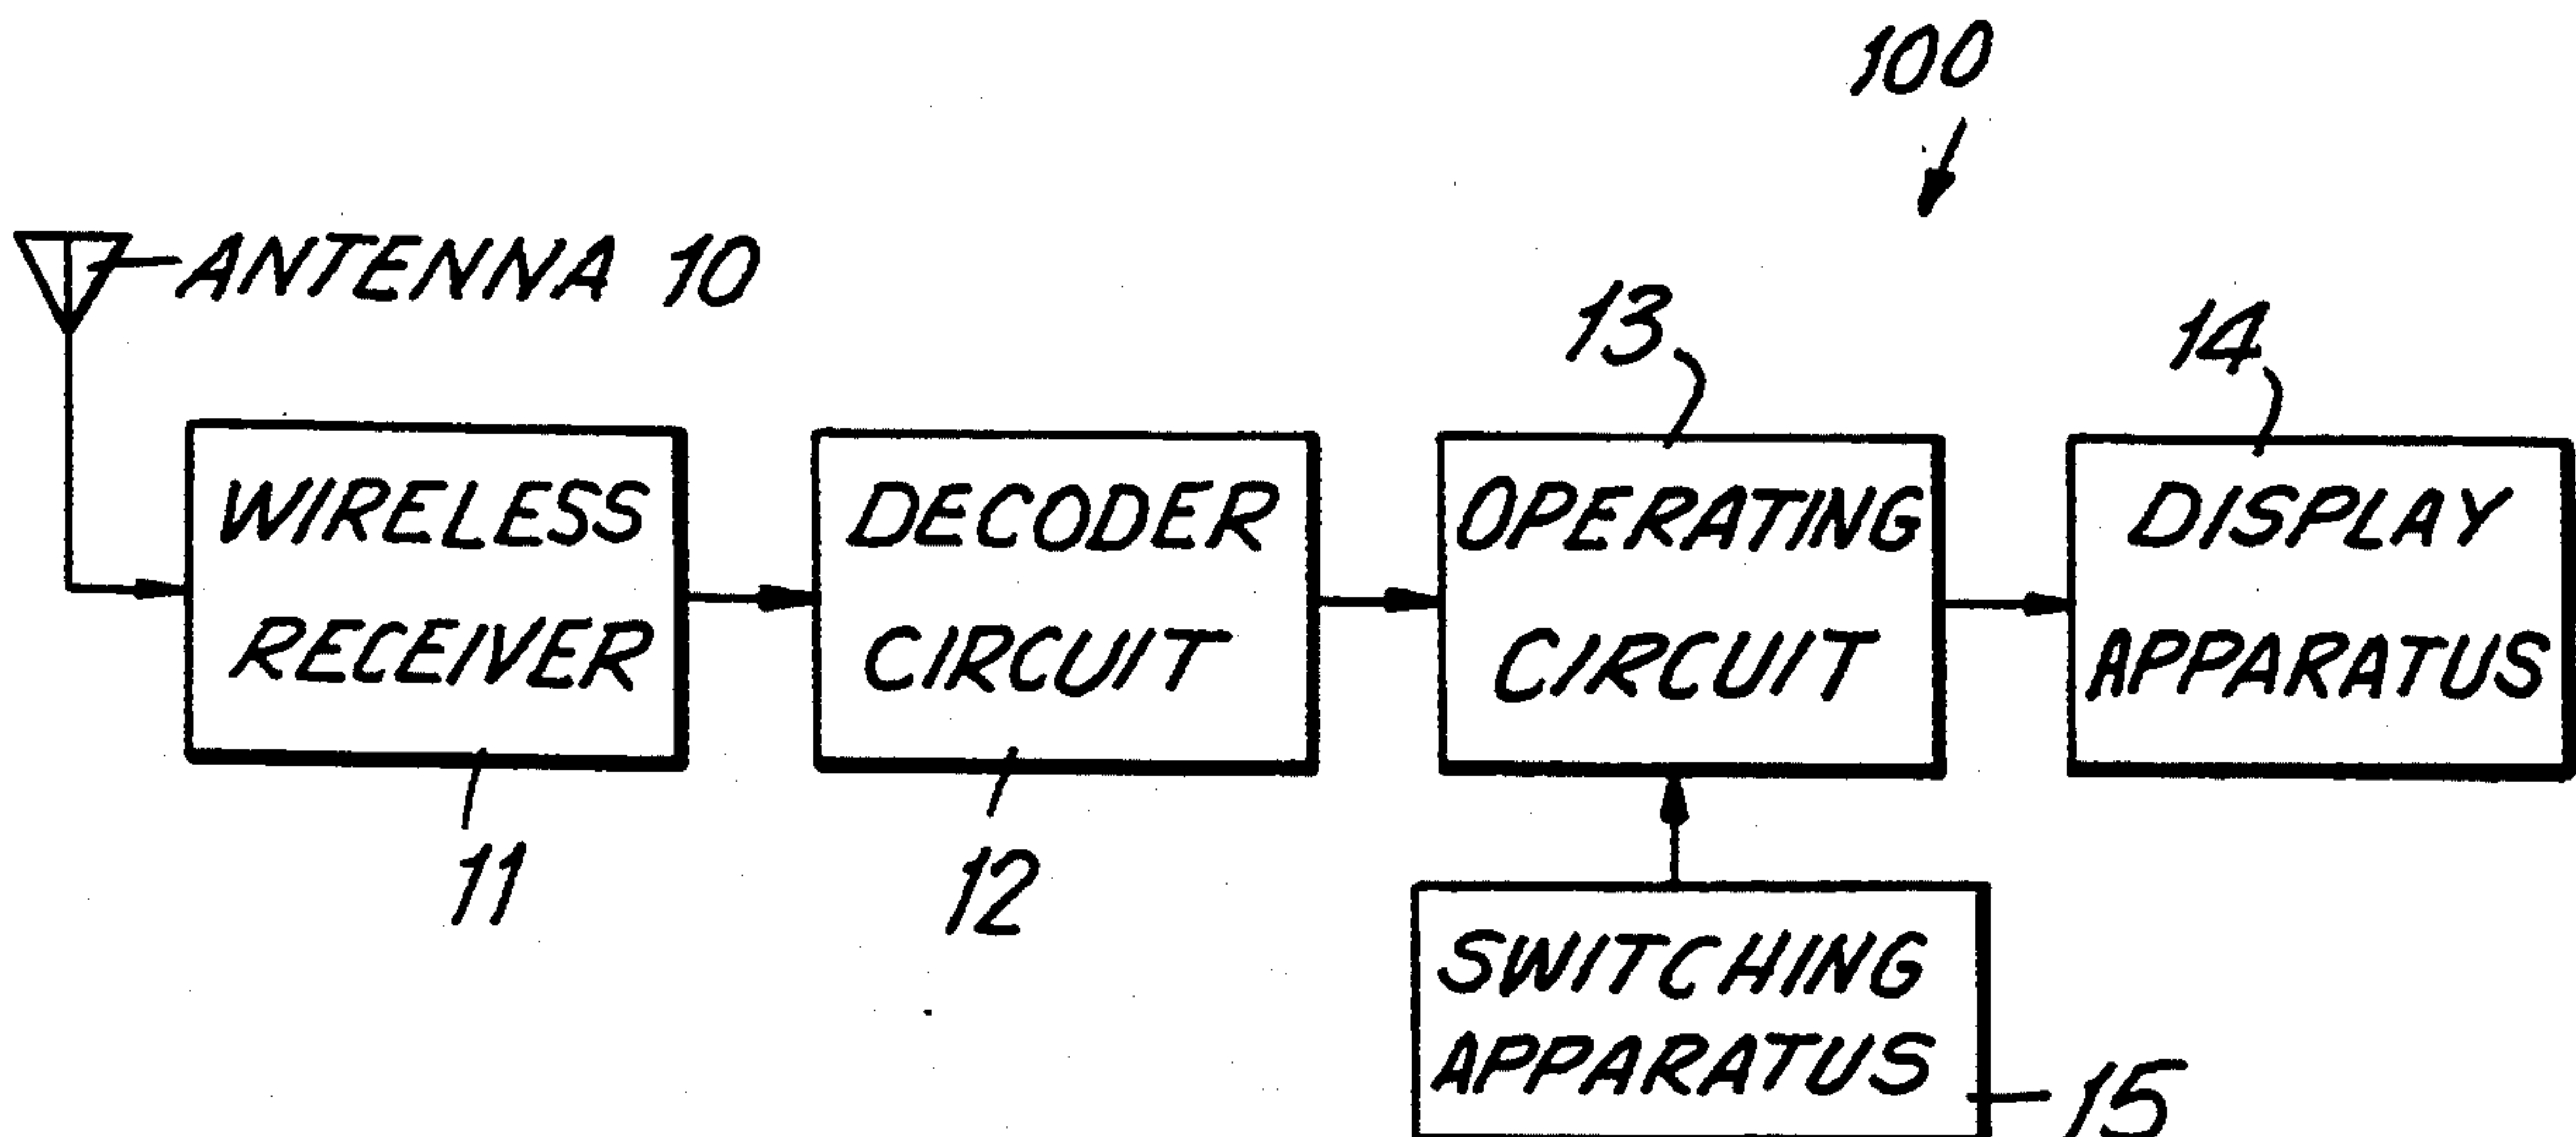 100
ANTENNA 10
13
14
WIRELESS
RECEIVER
DECODER
CIRCUIT
OPERATING
CIRCUIT
DISPLAY
APPARATUS
11
12
SWITCHING
APPARATUS
15